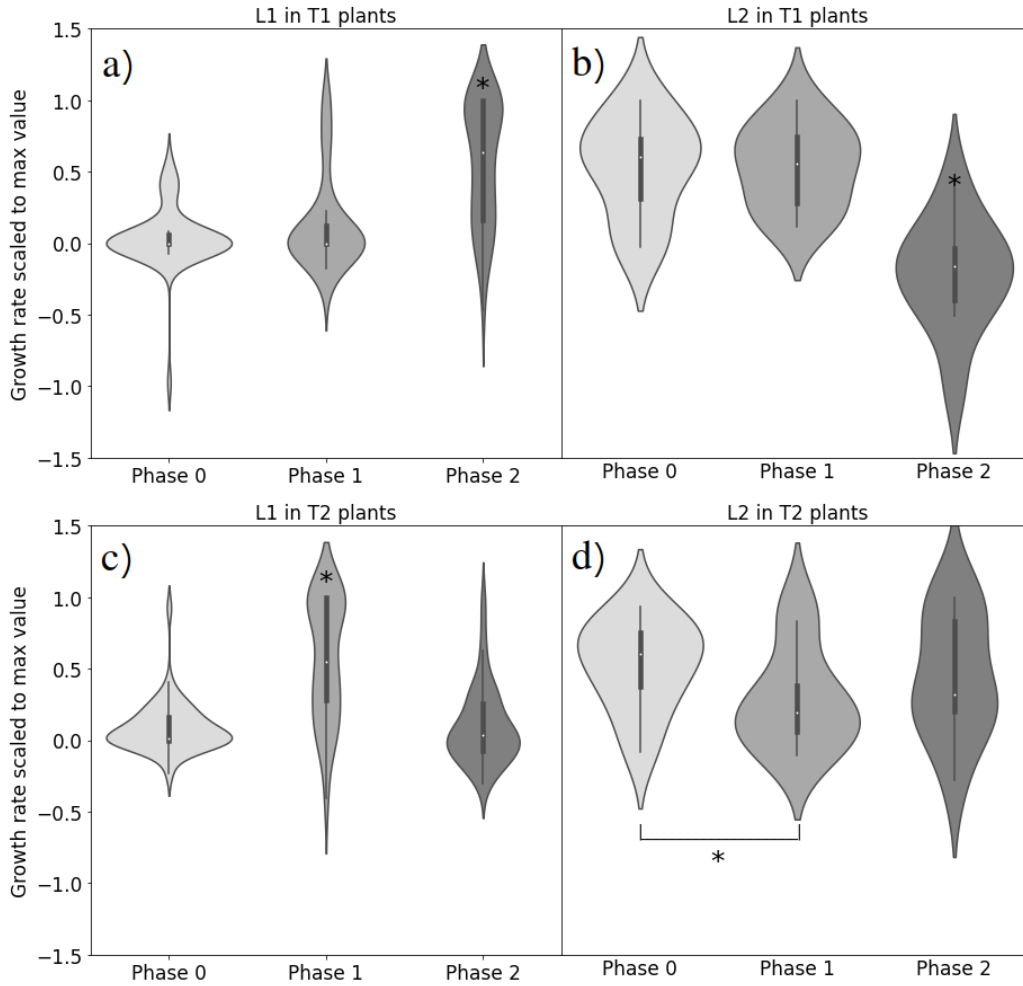 L1 in T1 plants
L2 in T1 plants
a)
b)
*
*
Growth rate scaled to max value
1.5
1.0
0.5
0.0
−0.5
−1.0
−1.5
Phase 0 Phase 1 Phase 2
Phase 0 Phase 1 Phase 2
L1 in T2 plants
L2 in T2 plants
c)
d)
*
*
Growth rate scaled to max value
1.5
1.0
0.5
0.0
−0.5
−1.0
−1.5
Phase 0 Phase 1 Phase 2
Phase 0 Phase 1 Phase 2